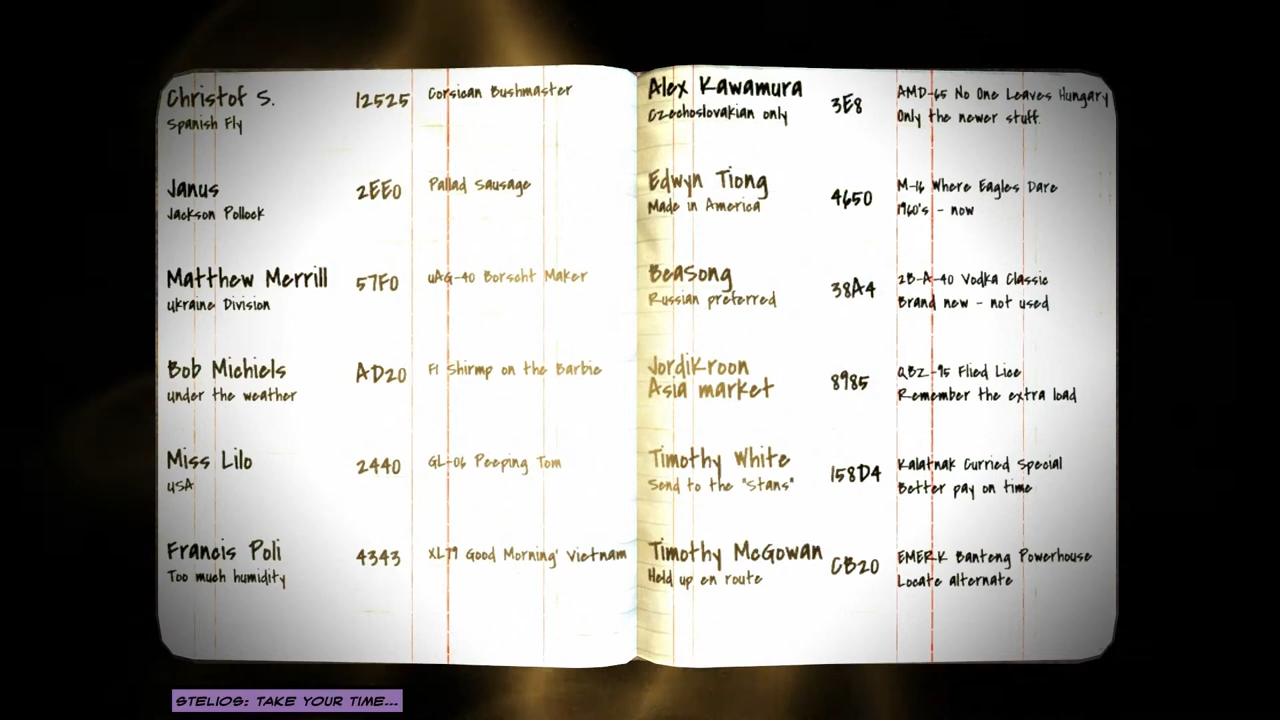 Christof S. 12525 Corsican Bushmaster
Spanish Fly
Janus 2EE0 Pallad Sausage
Jackson Pollock
Matthew Merrill 57F0 UAG-40 Borscht Maker
Ukraine Division
Bob Michiels AD20 F1 Shirmp on the Barbie
under the weather
Miss Lilo 2440 GL-06 Peeping Tom
USA
Francis Poli 4343 XL79 Good Morning' Vietnam
Too much humidity
Alex Kawamura 3E8 AMD-65 No One Leaves Hungary
Czechoslovakian only Only the newer stuff.
Edwyn Tiong 4650 M-16 Where Eagles Dare
Made in America 1960's - now
BeaSong 38A4 2B-A-40 Vodka Classic
Russian preferred Brand new - not used
JordiKroon 8985 QBZ-95 Flied Lice
Asia market Remember the extra load
Timothy White 158D4 Kalatnak Curried Special
Send to the "Stans" Better pay on time
Timothy McGowan CB20 EMERK Banteng Powerhouse
Held up en route Locate alternate
STELIOS: TAKE YOUR TIME...